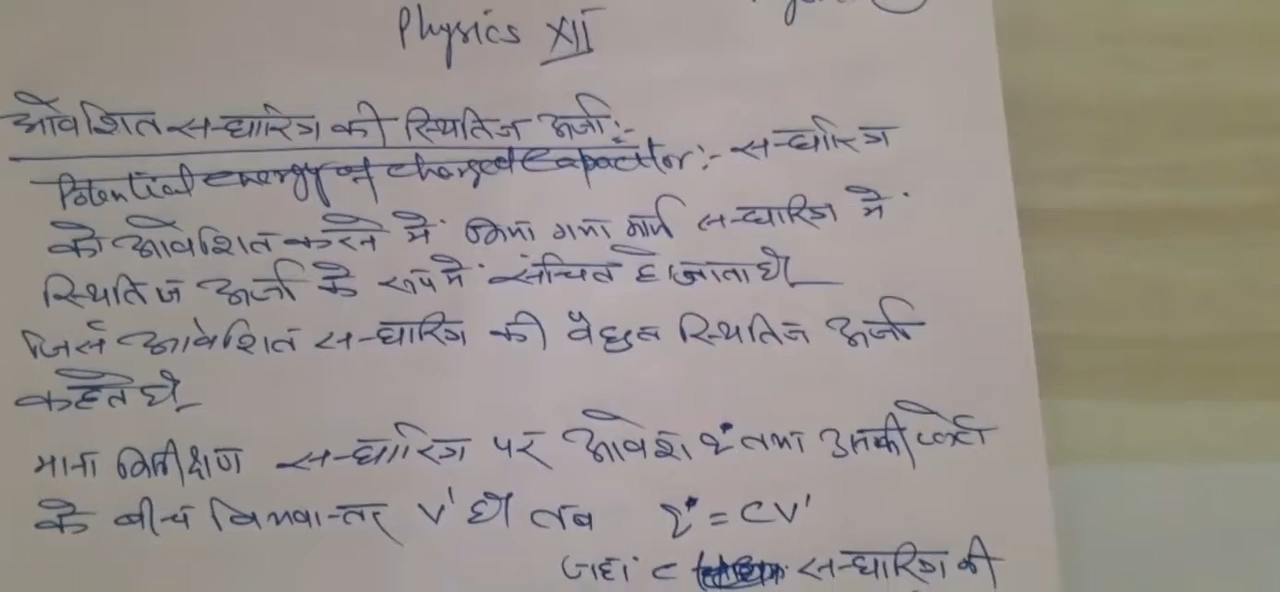 Physics XII
आवेशित सन्धारित्र की स्थितिज ऊर्जा:-
Potential energy of charged Capacitor:- सन्धारित्र
को आवेशित करने में किया गया कार्य सन्धारित्र में
स्थितिज ऊर्जा के रूप में संचित हो जाता है।
जिसे आवेशित सन्धारित्र की वैद्युत स्थितिज ऊर्जा
कहते है।
माना किसी क्षण सन्धारित्र पर आवेश q' तथा उसकी प्लेटों
के बीच विभवान्तर V' है तब q' = CV'
जहां C सन्धारित्र की